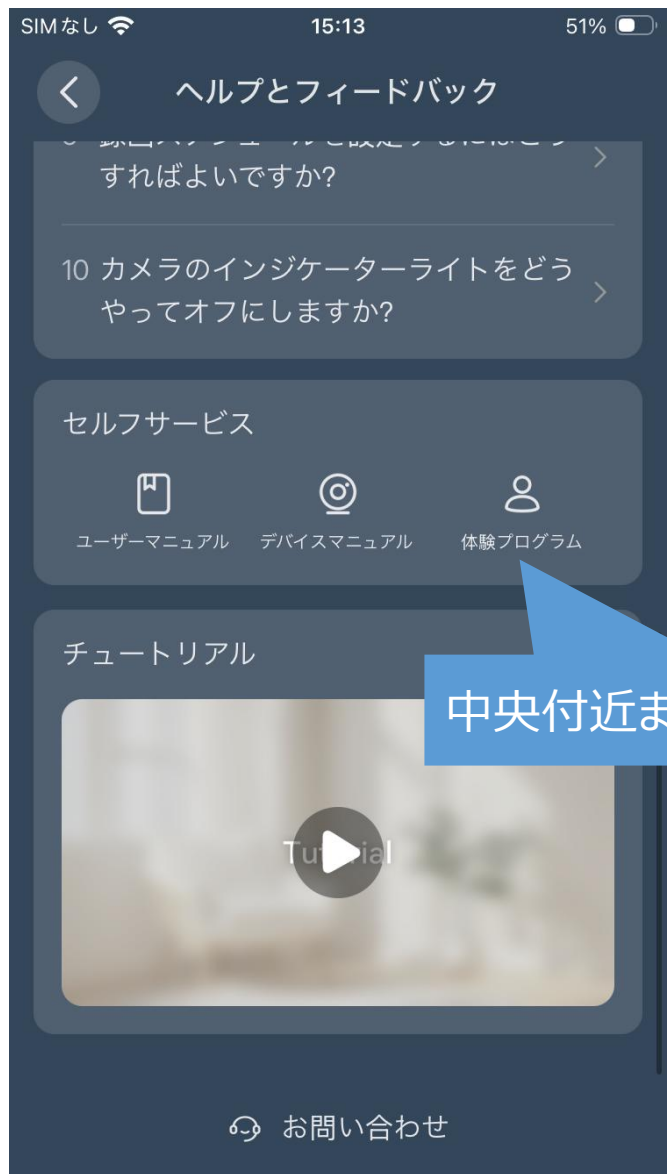 SIMなし 15:13 51%
ヘルプとフィードバック
すればよいですか?
10 カメラのインジケーターライトをどう
やってオフにしますか?
セルフサービス
ユーザーマニュアル デバイスマニュアル 体験プログラム
チュートリアル
中央付近ま
お問い合わせ